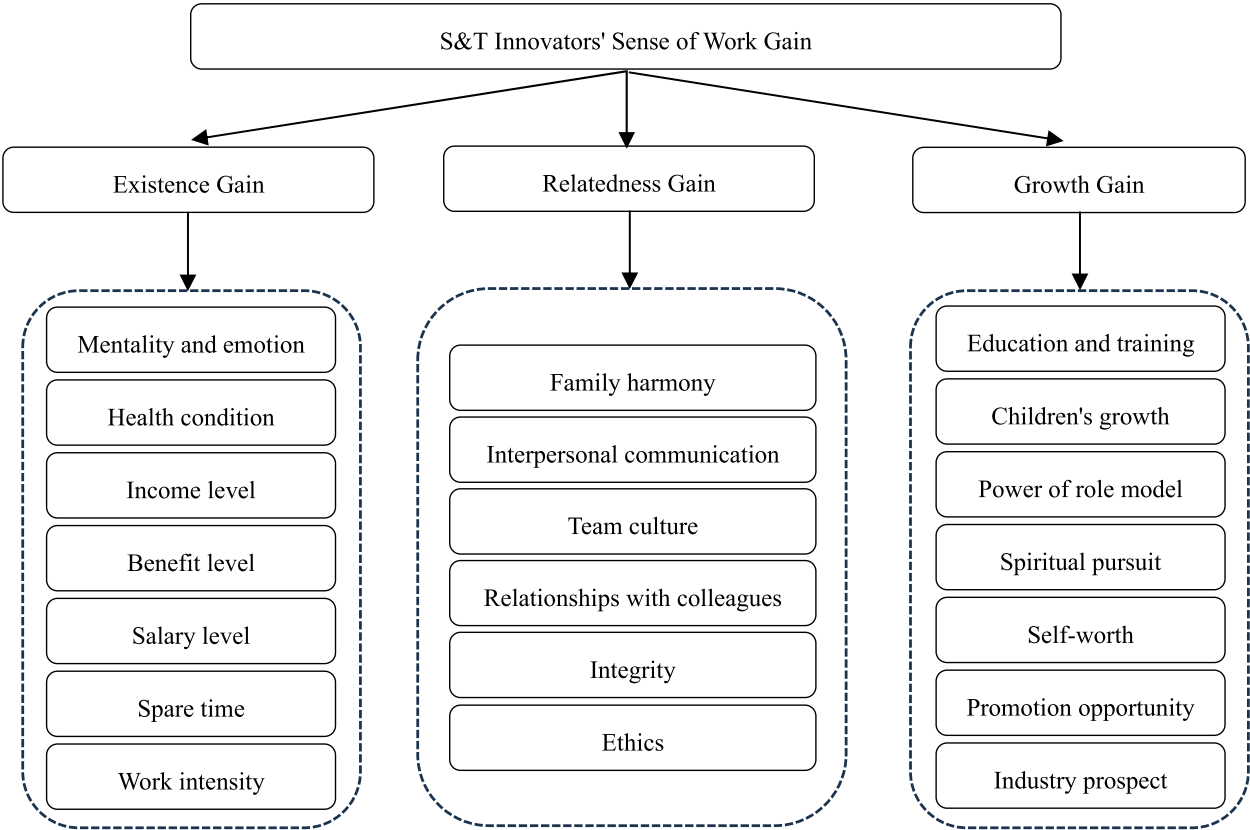 S&T Innovators' Sense of Work Gain
Existence Gain
Relatedness Gain
Growth Gain
Mentality and emotion
Health condition
Income level
Benefit level
Salary level
Spare time
Work intensity
Family harmony
Interpersonal communication
Team culture
Relationships with colleagues
Integrity
Ethics
Education and training
Children's growth
Power of role model
Spiritual pursuit
Self-worth
Promotion opportunity
Industry prospect